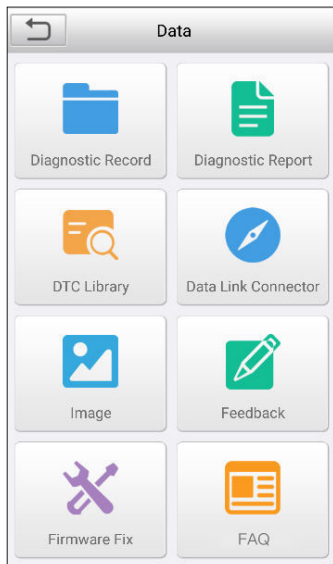 Data
Diagnostic Record
Diagnostic Report
DTC Library
Data Link Connector
Image
Feedback
Firmware Fix
FAQ